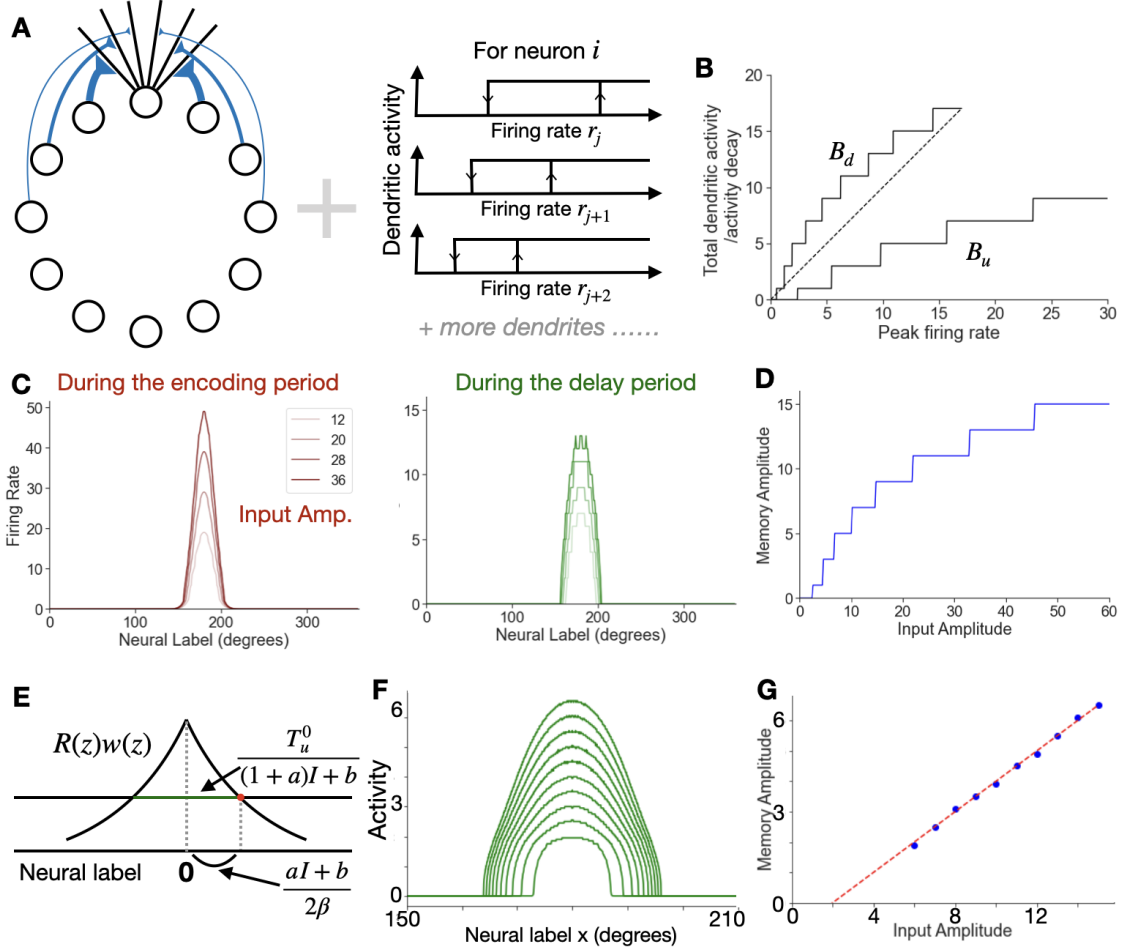 A
For neuron i
Dendritic activity
Firing rate r_j
Firing rate r_{j+1}
Firing rate r_{j+2}
+ more dendrites ......
B
Total dendritic activity
/activity decay
20
15
10
5
0
B_d
B_u
0 5 10 15 20 25 30
Peak firing rate
C
During the encoding period
Firing Rate
50
40
30
20
10
0
12
20
28
36
Input Amp.
0 100 200 300
Neural Label (degrees)
During the delay period
15
10
5
0
0 100 200 300
Neural Label (degrees)
D
Memory Amplitude
15
10
5
0
0 10 20 30 40 50 60
Input Amplitude
E
R(z)w(z)
T_u^0
(1 + a)I + b
Neural label 0
aI + b
2β
F
Activity
6
3
0
150 210
Neural label x (degrees)
G
Memory Amplitude
6
3
0
0 4 8 12
Input Amplitude